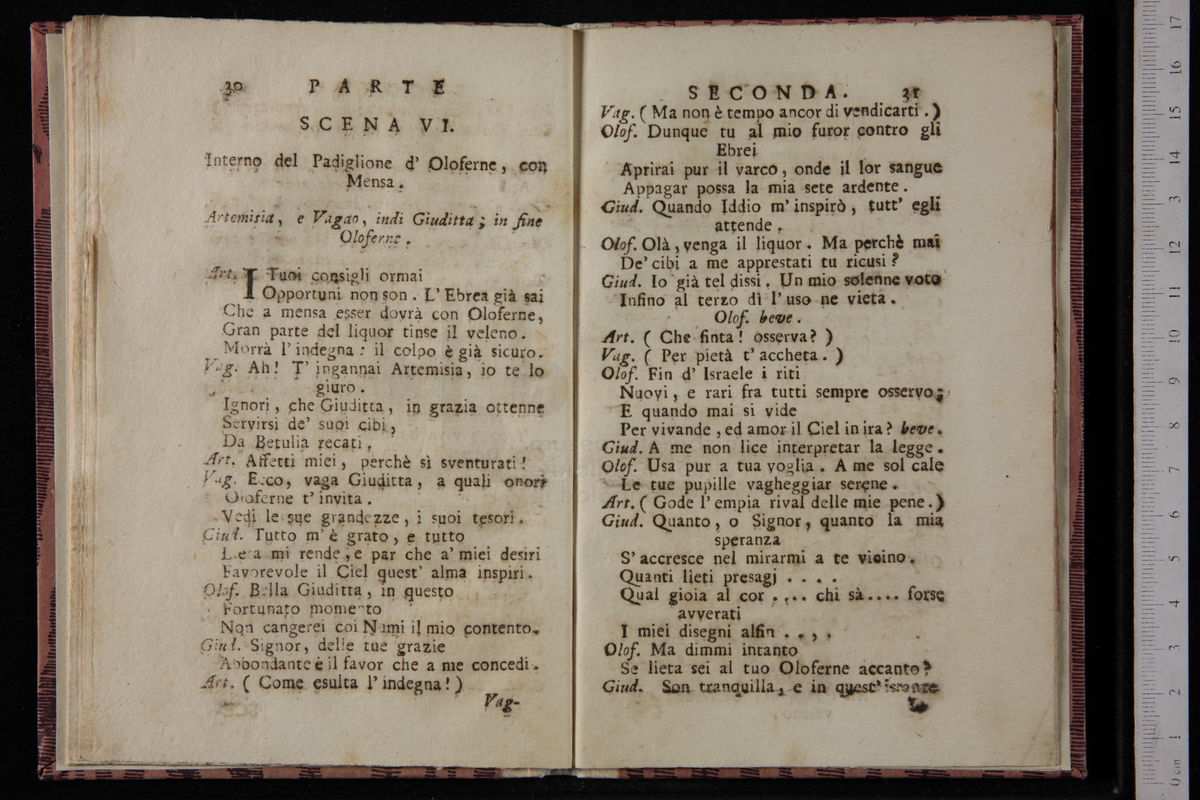 30 PARTE
SCENA VI.
Interno del Padiglione d' Oloferne, con
Mensa.
Artemisia, e Vagao, indi Giuditta; in fine
Oloferne.
Art. I Tuoi consigli ormai
Opportuni non son. L'Ebrea già sai
Che a mensa esser dovrà con Oloferne,
Gran parte del liquor tinse il veleno.
Morrà l'indegna: il colpo è già sicuro.
Vag. Ah! T' ingannai Artemisia, io te lo
giuro.
Ignori, che Giuditta, in grazia ottenne
Servirsi de' suoi cibi,
Da Betulia recati,
Art. Affetti miei, perchè sì sventurati!
Vag. Ecco, vaga Giuditta, a quali onori
Oloferne t'invita.
Vedi le sue grandezze, i suoi tesori.
Giud. Tutto m'è grato, e tutto
Lieta mi rende, e par che a' miei desiri
Favorevole il Ciel quest' alma inspiri.
Olof. Bella Giuditta, in questo
Fortunato momento
Non cangerei coi Numi il mio contento.
Giud. Signor, delle tue grazie
Abbondante è il favor che a me concedi.
Art. ( Come esulta l'indegna! )
Vag-
SECONDA. 31
Vag. ( Ma non è tempo ancor di vendicarti. )
Olof. Dunque tu al mio furor contro gli
Ebrei
Aprirai pur il varco, onde il lor sangue
Appagar possa la mia sete ardente.
Giud. Quando Iddio m'inspirò, tutt' egli
attende.
Olof. Olà, venga il liquor. Ma perchè mai
De' cibi a me apprestati tu ricusi?
Giud. Io già tel dissi. Un mio solenne voto
Infino al terzo dì l'uso ne vieta.
Olof. beve.
Art. ( Che finta! osserva? )
Vag. ( Per pietà t'accheta. )
Olof. Fin d' Israele i riti
Nuovi, e rari fra tutti sempre osservo;
E quando mai si vide
Per vivande, ed amor il Ciel in ira? beve.
Giud. A me non lice interpretar la legge.
Olof. Usa pur a tua voglia. A me sol cale
Le tue pupille vagheggiar serene.
Art. ( Gode l'empia rival delle mie pene. )
Giud. Quanto, o Signor, quanto la mia
speranza
S'accresce nel mirarmi a te vicino.
Quanti lieti presagj . . . .
Qual gioia al cor .... chi sà.... forse
avverati
I miei disegni alfin . . . .
Olof. Ma dimmi intanto
Se lieta sei al tuo Oloferne accanto?
Giud. Son tranquilla, e in quest' istante